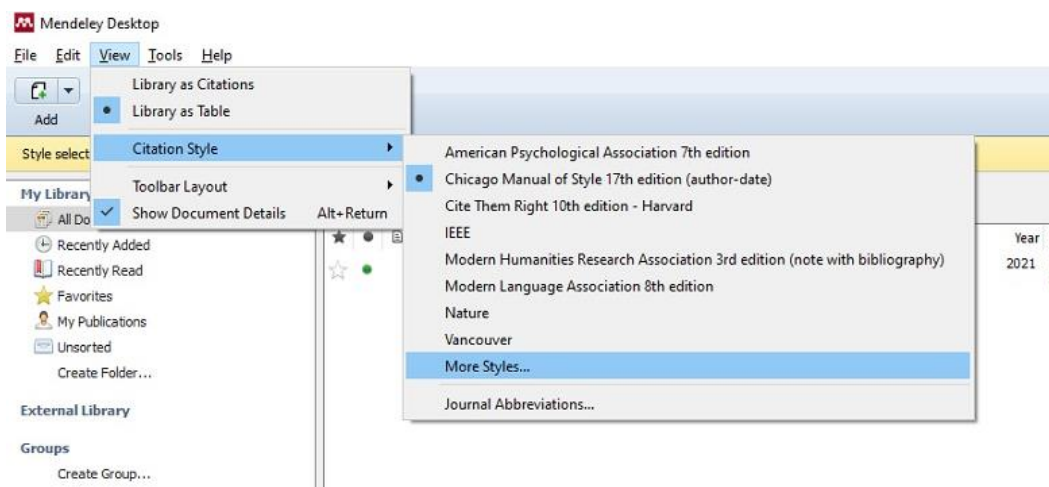 Mendeley Desktop
File Edit View Tools Help
Add
Library as Citations
Library as Table
Citation Style
Toolbar Layout
Show Document Details Alt+Return
American Psychological Association 7th edition
Chicago Manual of Style 17th edition (author-date)
Cite Them Right 10th edition - Harvard
IEEE
Modern Humanities Research Association 3rd edition (note with bibliography)
Modern Language Association 8th edition
Nature
Vancouver
More Styles...
Journal Abbreviations...
Style select
My Library
All Do
Recently Added
Recently Read
Favorites
My Publications
Unsorted
Create Folder...
External Library
Groups
Create Group...
Year
2021